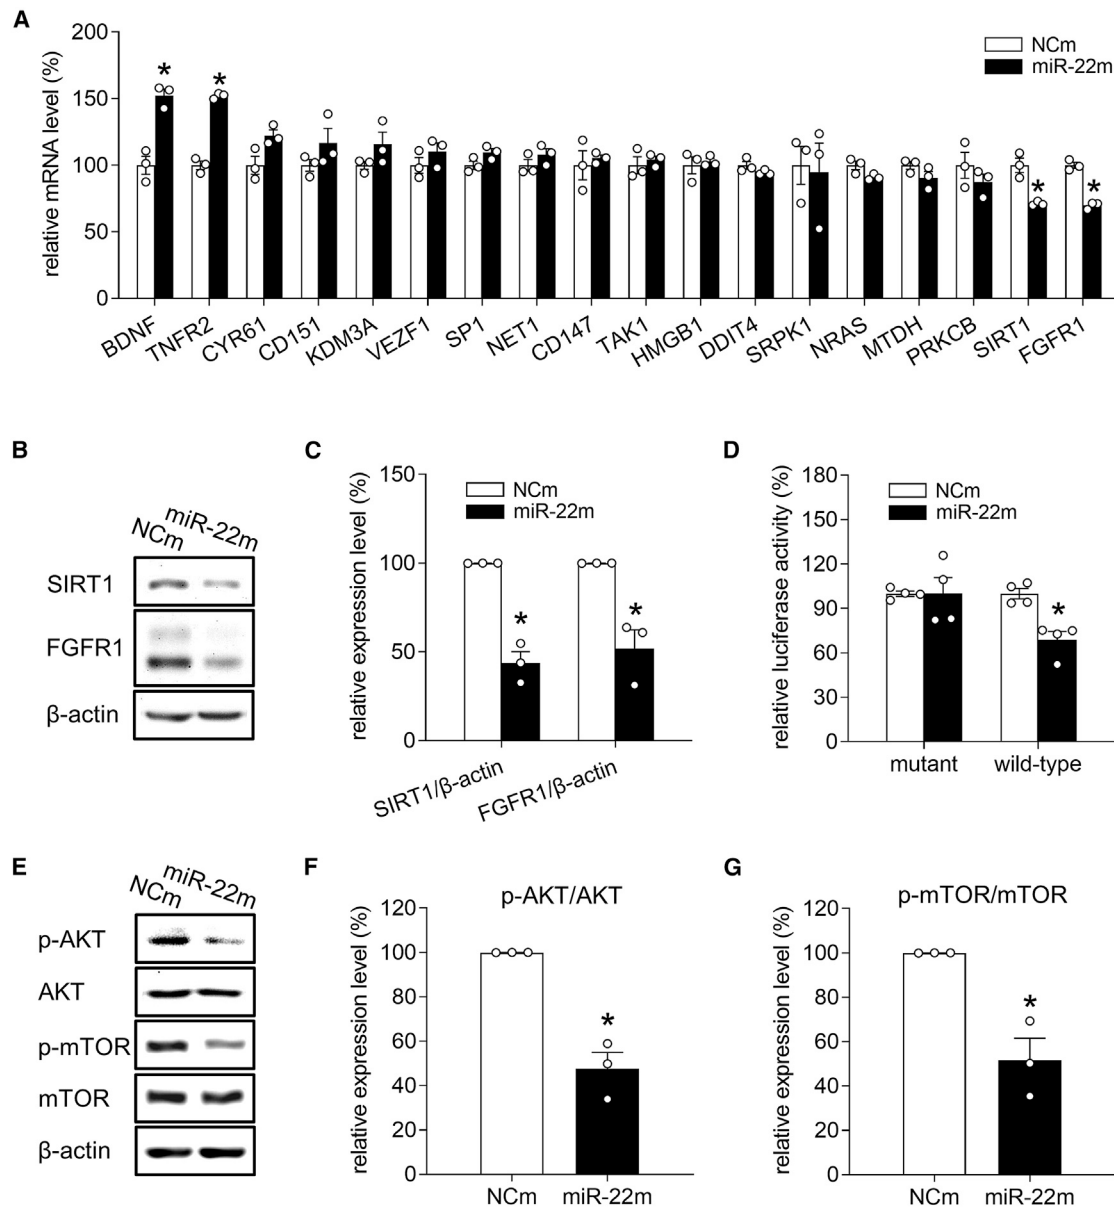 A
relative mRNA level (%)
200
150
100
50
0
NCm
miR-22m
*
*
*
*
BDNF
TNFR2
CYR61
CD151
KDM3A
VEZF1
SP1
NET1
CD147
TAK1
HMGB1
DDIT4
SRPK1
NRAS
MTDH
PRKCB
SIRT1
FGFR1
B
NCm
miR-22m
SIRT1
FGFR1
β-actin
C
relative expression level (%)
150
100
50
0
NCm
miR-22m
*
*
SIRT1/β-actin
FGFR1/β-actin
D
relative luciferase activity (%)
180
150
120
90
60
30
0
NCm
miR-22m
*
mutant
wild-type
E
NCm
miR-22m
p-AKT
AKT
p-mTOR
mTOR
β-actin
F
p-AKT/AKT
relative expression level (%)
120
100
80
60
40
20
0
*
NCm
miR-22m
G
p-mTOR/mTOR
relative expression level (%)
120
100
80
60
40
20
0
*
NCm
miR-22m